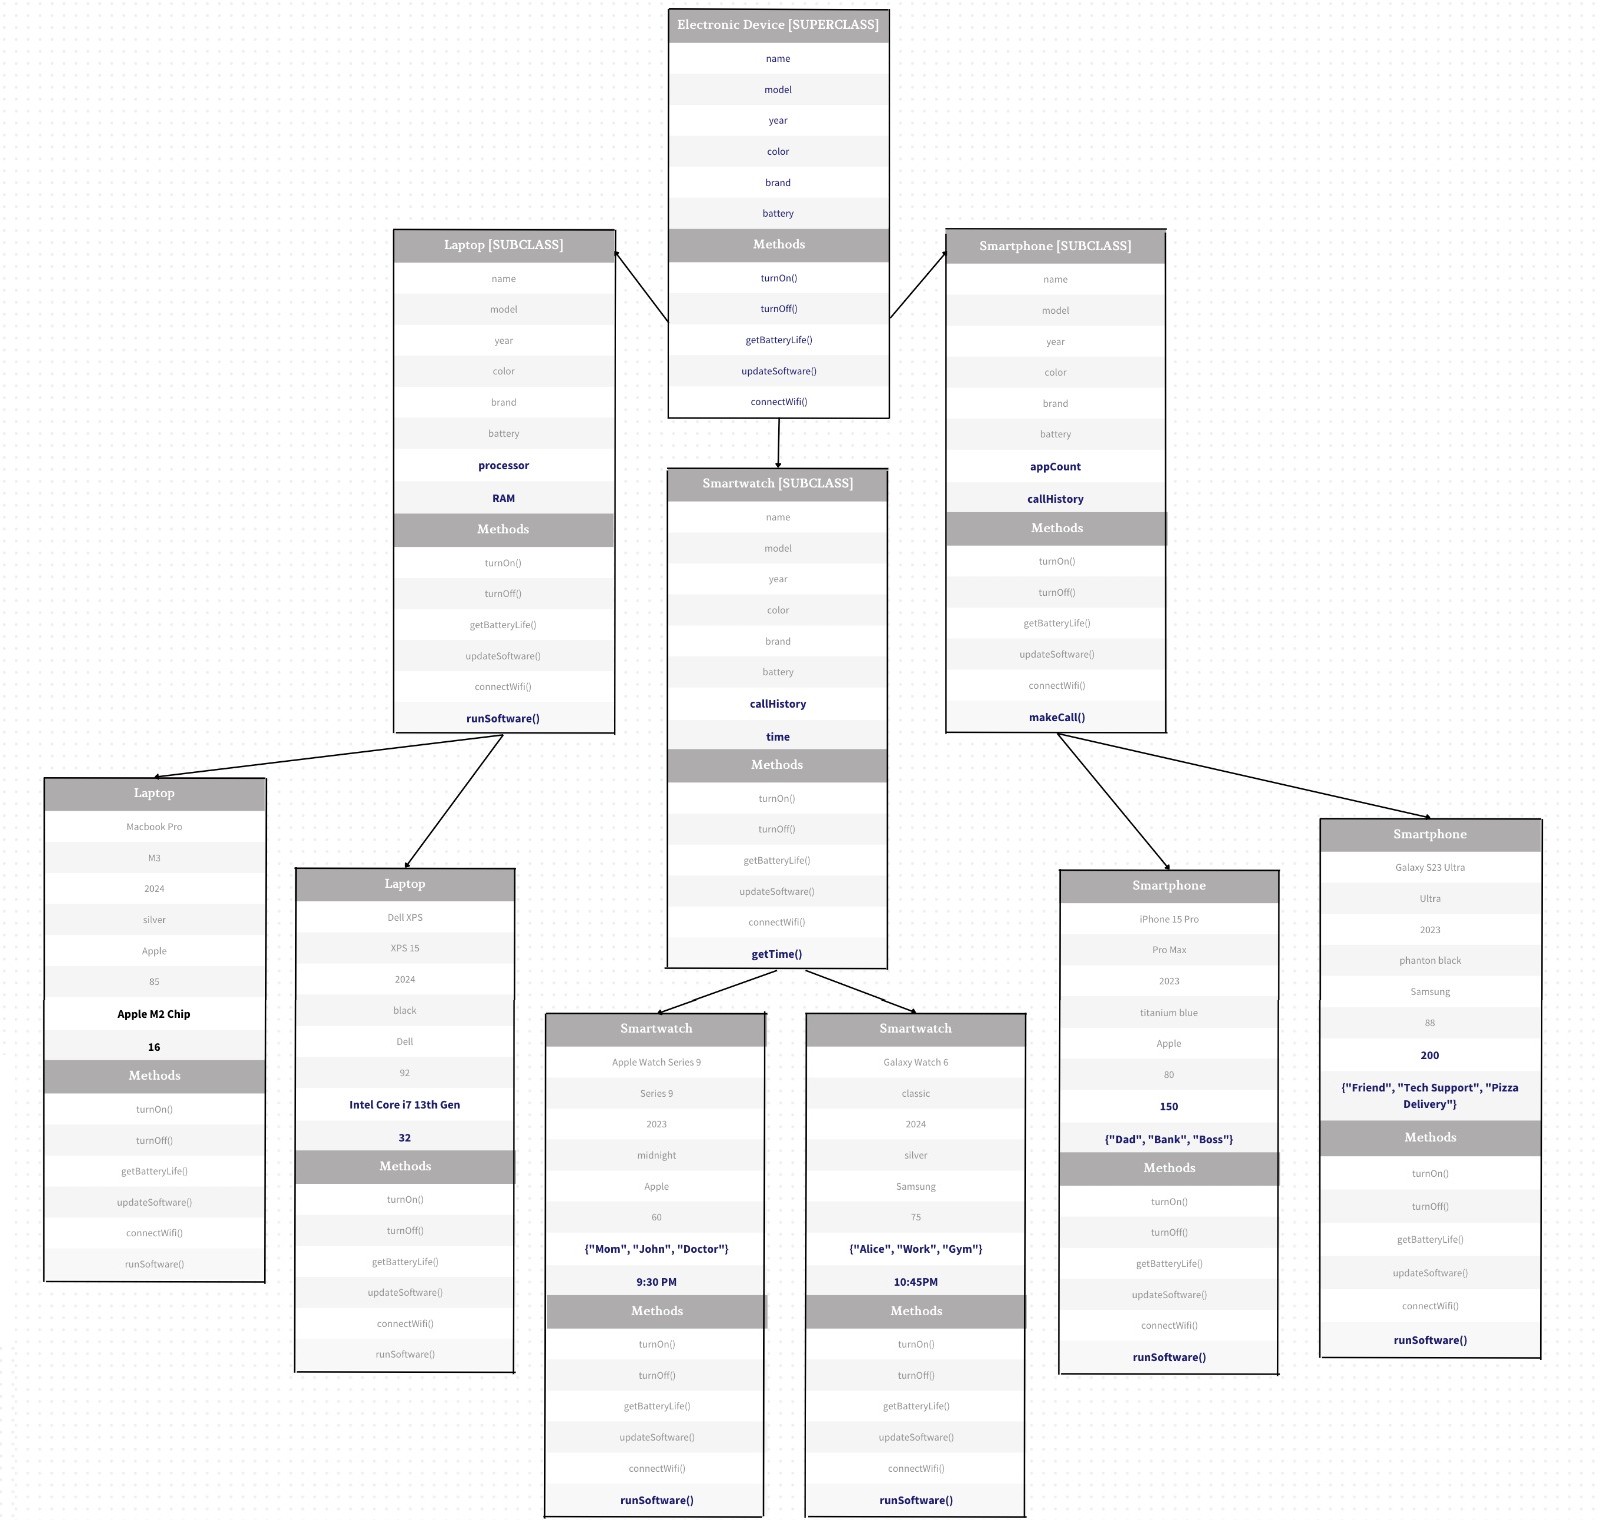 Electronic Device [SUPERCLASS]
name
model
year
color
brand
battery
Methods
turnOn()
turnOff()
getBatteryLife()
updateSoftware()
connectWifi()
Laptop [SUBCLASS]
name
model
year
color
brand
battery
processor
RAM
Methods
turnOn()
turnOff()
getBatteryLife()
updateSoftware()
connectWifi()
runSoftware()
Smartwatch [SUBCLASS]
name
model
year
color
brand
battery
callHistory
time
Methods
turnOn()
turnOff()
getBatteryLife()
updateSoftware()
connectWifi()
getTime()
Smartphone [SUBCLASS]
name
model
year
color
brand
battery
appCount
callHistory
Methods
turnOn()
turnOff()
getBatteryLife()
updateSoftware()
connectWifi()
makeCall()
Laptop
Macbook Pro
M3
2024
silver
Apple
85
Apple M2 Chip
16
Methods
turnOn()
turnOff()
getBatteryLife()
updateSoftware()
connectWifi()
runSoftware()
Laptop
Dell XPS
XPS 15
2024
black
Dell
92
Intel Core i7 13th Gen
32
Methods
turnOn()
turnOff()
getBatteryLife()
updateSoftware()
connectWifi()
runSoftware()
Smartwatch
Apple Watch Series 9
Series 9
2023
midnight
Apple
60
{"Mom", "John", "Doctor"}
9:30 PM
Methods
turnOn()
turnOff()
getBatteryLife()
updateSoftware()
connectWifi()
runSoftware()
Smartwatch
Galaxy Watch 6
classic
2024
silver
Samsung
75
{"Alice", "Work", "Gym"}
10:45PM
Methods
turnOn()
turnOff()
getBatteryLife()
updateSoftware()
connectWifi()
runSoftware()
Smartphone
iPhone 15 Pro
Pro Max
2023
titanium blue
Apple
80
150
{"Dad", "Bank", "Boss"}
Methods
turnOn()
turnOff()
getBatteryLife()
updateSoftware()
connectWifi()
runSoftware()
Smartphone
Galaxy S23 Ultra
Ultra
2023
phanton black
Samsung
88
200
{"Friend", "Tech Support", "Pizza
Delivery"}
Methods
turnOn()
turnOff()
getBatteryLife()
updateSoftware()
connectWifi()
runSoftware()